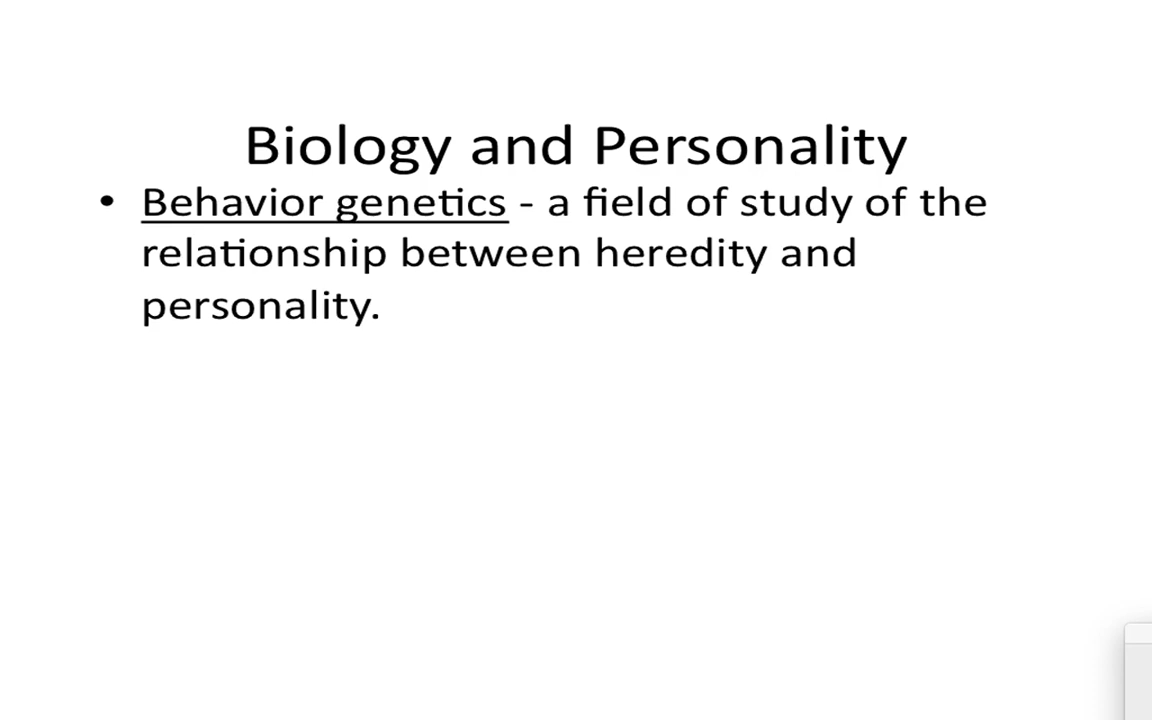 Biology and Personality
• Behavior genetics - a field of study of the
relationship between heredity and
personality.